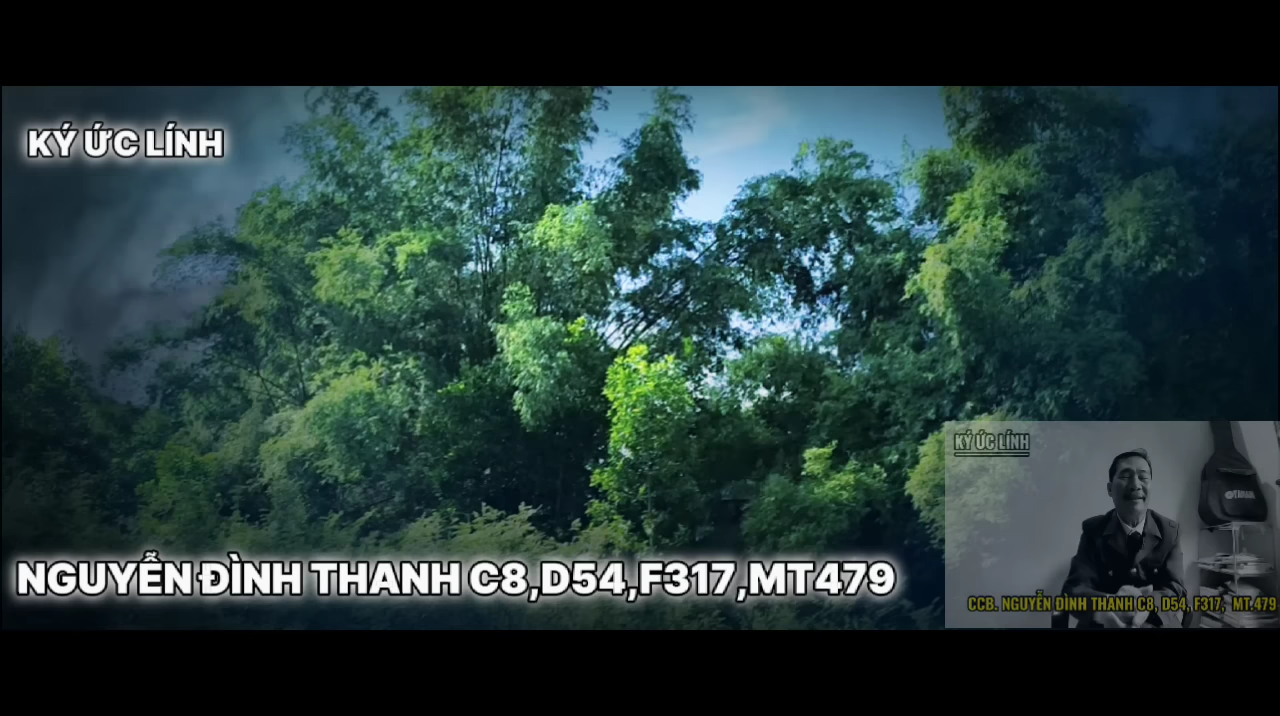 KÝ ỨC LÍNH
KÝ ỨC LÍNH
YAMAHA
NGUYỄN ĐÌNH THANH C8,D54,F317,MT479
CCB. NGUYỄN ĐÌNH THANH C8, D54, F317, MT.479